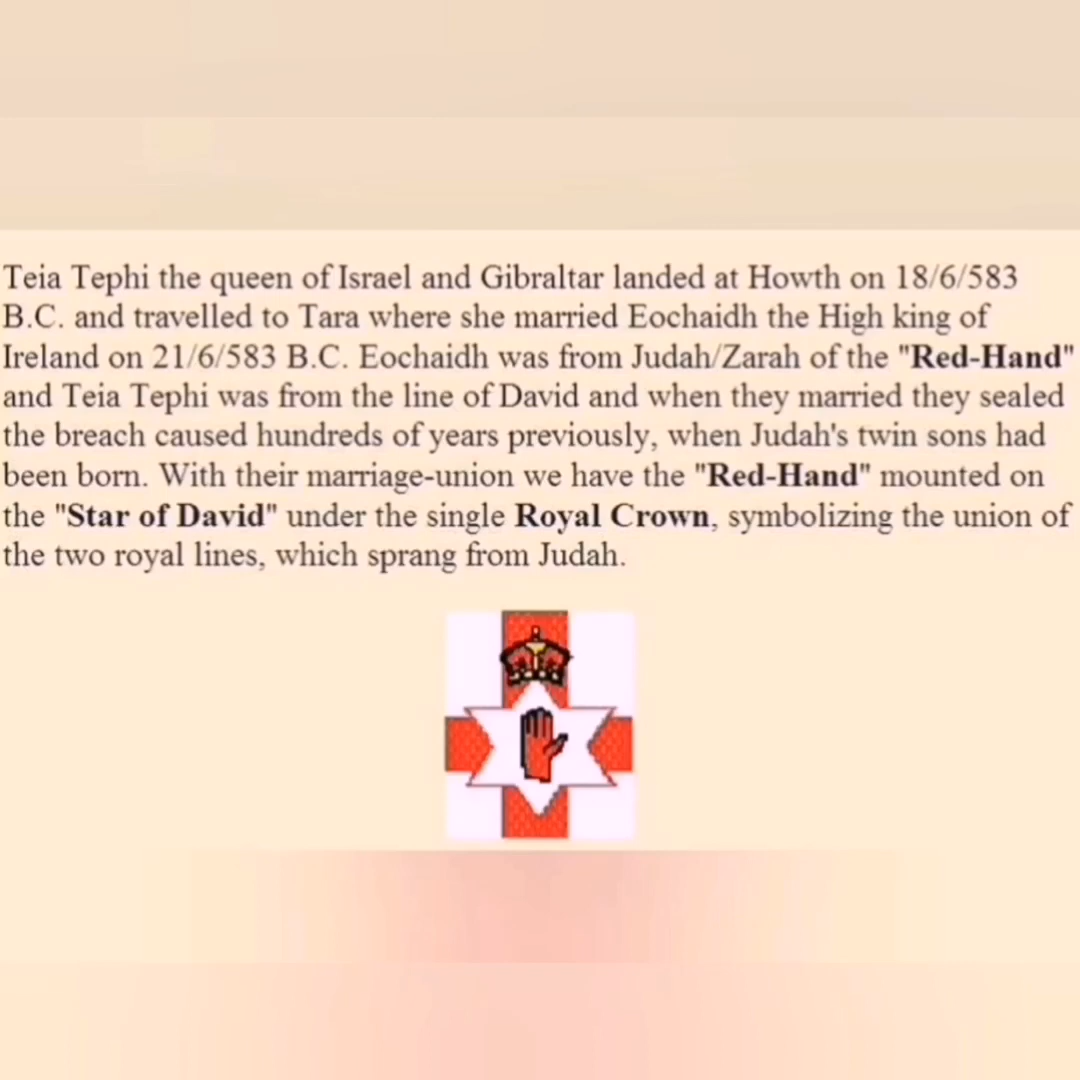 Teia Tephi the queen of Israel and Gibraltar landed at Howth on 18/6/583
B.C. and travelled to Tara where she married Eochaidh the High king of
Ireland on 21/6/583 B.C. Eochaidh was from Judah/Zarah of the "Red-Hand"
and Teia Tephi was from the line of David and when they married they sealed
the breach caused hundreds of years previously, when Judah's twin sons had
been born. With their marriage-union we have the "Red-Hand" mounted on
the "Star of David" under the single Royal Crown, symbolizing the union of
the two royal lines, which sprang from Judah.